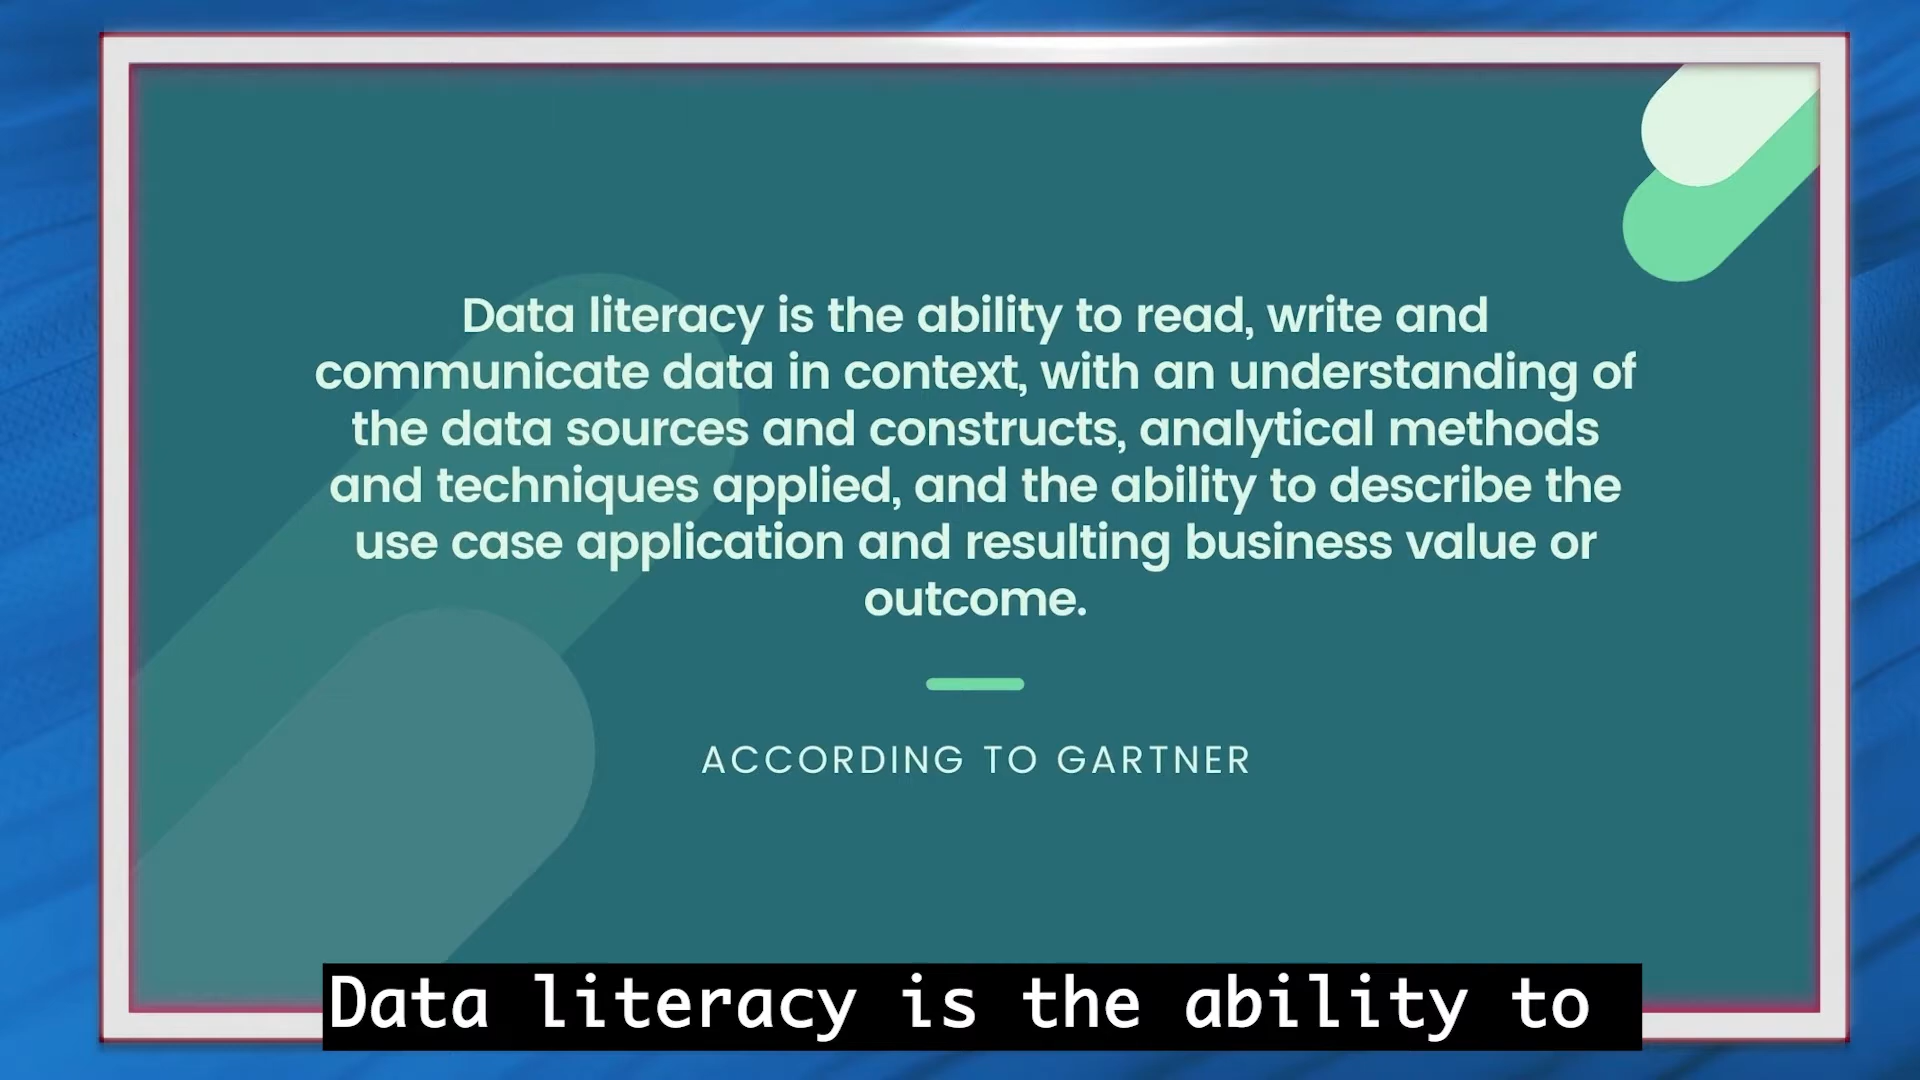 Data literacy is the ability to read, write and
communicate data in context, with an understanding of
the data sources and constructs, analytical methods
and techniques applied, and the ability to describe the
use case application and resulting business value or
outcome.
ACCORDING TO GARTNER
Data literacy is the ability to